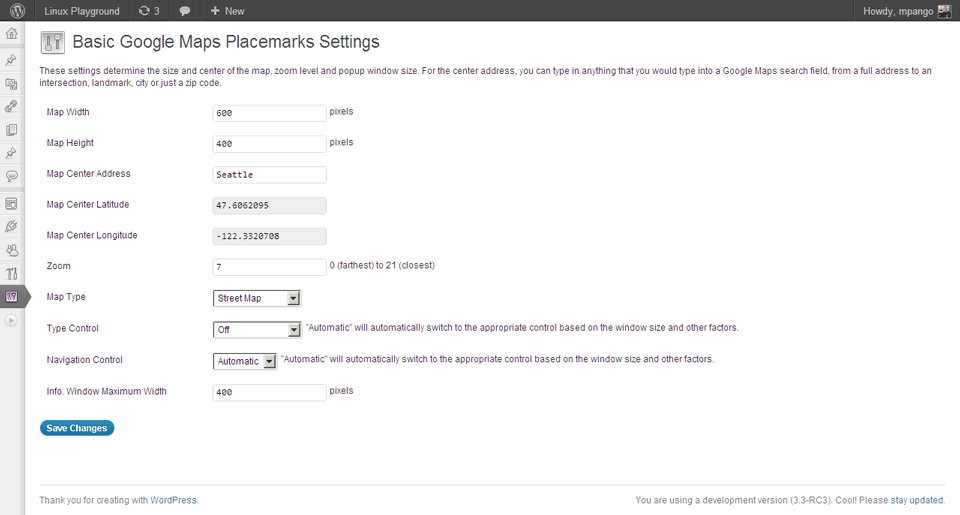 Linux Playground 3 + New Howdy, mpango
Basic Google Maps Placemarks Settings
These settings determine the size and center of the map, zoom level and popup window size. For the center address, you can type in anything that you would type into a Google Maps search field, from a full address to an
intersection, landmark, city or just a zip code.
Map Width 600 pixels
Map Height 400 pixels
Map Center Address Seattle
Map Center Latitude 47.6062095
Map Center Longitude -122.3320708
Zoom 7 0 (farthest) to 21 (closest)
Map Type Street Map
Type Control Off "Automatic" will automatically switch to the appropriate control based on the window size and other factors.
Navigation Control Automatic "Automatic" will automatically switch to the appropriate control based on the window size and other factors.
Info. Window Maximum Width 400 pixels
Save Changes
Thank you for creating with WordPress. You are using a development version (3.3-RC3). Cool! Please stay updated.